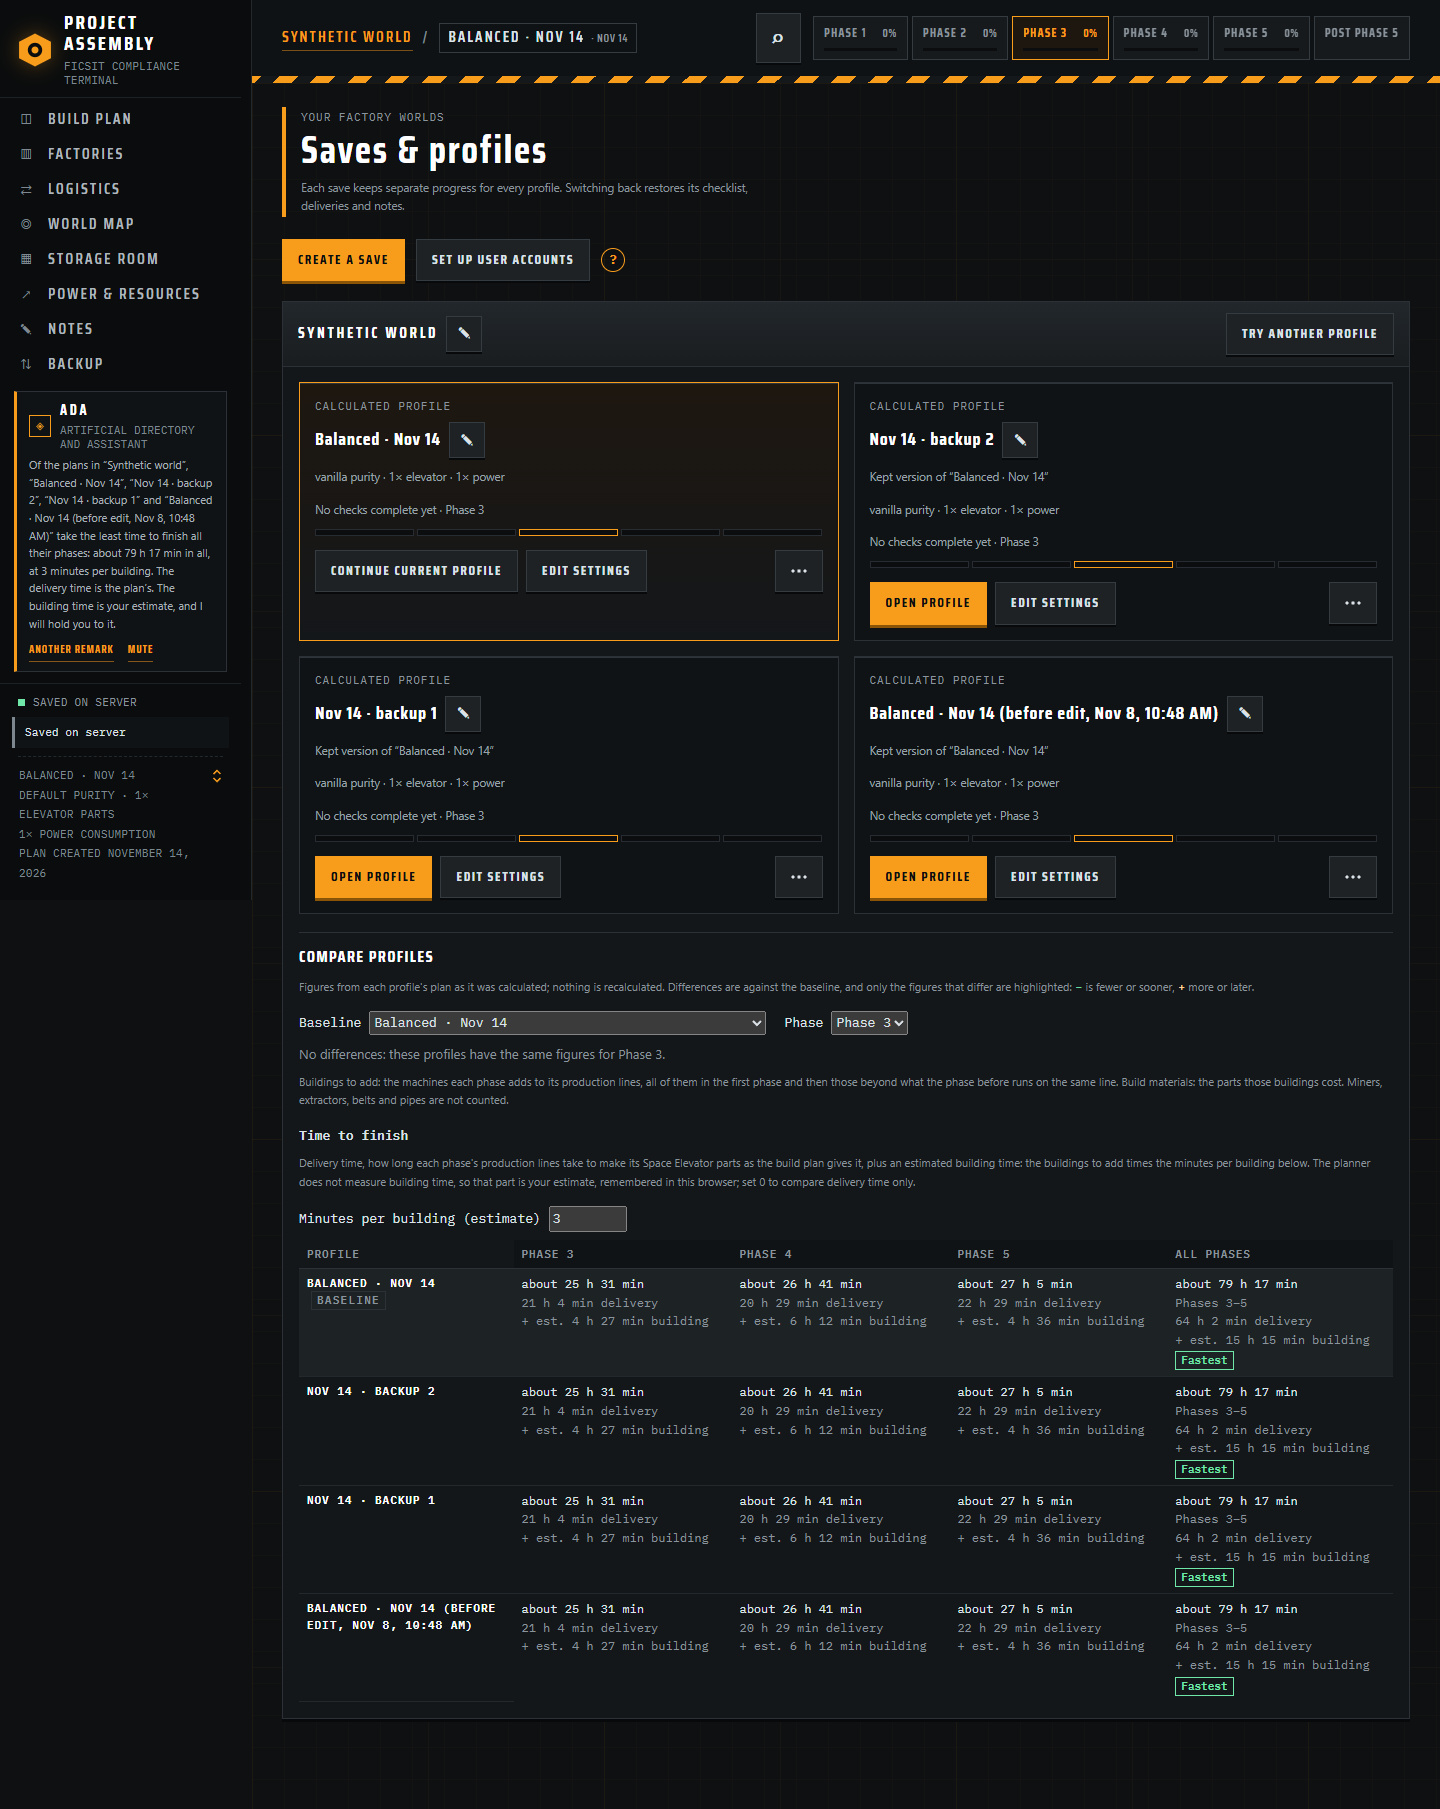 PROJECT
ASSEMBLY
FICSIT COMPLIANCE
TERMINAL
BUILD PLAN
FACTORIES
LOGISTICS
WORLD MAP
STORAGE ROOM
POWER & RESOURCES
NOTES
BACKUP
ADA
ARTIFICIAL DIRECTORY
AND ASSISTANT
Of the plans in “Synthetic world”,
“Balanced · Nov 14”, “Nov 14 · backup
2”, “Nov 14 · backup 1” and “Balanced
· Nov 14 (before edit, Nov 8, 10:48
AM)” take the least time to finish all
their phases: about 79 h 17 min in all,
at 3 minutes per building. The
delivery time is the plan’s. The
building time is your estimate, and I
will hold you to it.
ANOTHER REMARK MUTE
SAVED ON SERVER
Saved on server
BALANCED · NOV 14
DEFAULT PURITY · 1×
ELEVATOR PARTS
1× POWER CONSUMPTION
PLAN CREATED NOVEMBER 14,
2026
SYNTHETIC WORLD / BALANCED · NOV 14 · NOV 14
PHASE 1 0% PHASE 2 0% PHASE 3 0% PHASE 4 0% PHASE 5 0% POST PHASE 5
YOUR FACTORY WORLDS
Saves & profiles
Each save keeps separate progress for every profile. Switching back restores its checklist,
deliveries and notes.
CREATE A SAVE SET UP USER ACCOUNTS ?
SYNTHETIC WORLD TRY ANOTHER PROFILE
CALCULATED PROFILE
Balanced · Nov 14
vanilla purity · 1× elevator · 1× power
No checks complete yet · Phase 3
CONTINUE CURRENT PROFILE EDIT SETTINGS ···
CALCULATED PROFILE
Nov 14 · backup 2
Kept version of “Balanced · Nov 14”
vanilla purity · 1× elevator · 1× power
No checks complete yet · Phase 3
OPEN PROFILE EDIT SETTINGS ···
CALCULATED PROFILE
Nov 14 · backup 1
Kept version of “Balanced · Nov 14”
vanilla purity · 1× elevator · 1× power
No checks complete yet · Phase 3
OPEN PROFILE EDIT SETTINGS ···
CALCULATED PROFILE
Balanced · Nov 14 (before edit, Nov 8, 10:48 AM)
Kept version of “Balanced · Nov 14”
vanilla purity · 1× elevator · 1× power
No checks complete yet · Phase 3
OPEN PROFILE EDIT SETTINGS ···
COMPARE PROFILES
Figures from each profile’s plan as it was calculated; nothing is recalculated. Differences are against the baseline, and only the figures that differ are highlighted: − is fewer or sooner, + more or later.
Baseline Balanced · Nov 14 Phase Phase 3
No differences: these profiles have the same figures for Phase 3.
Buildings to add: the machines each phase adds to its production lines, all of them in the first phase and then those beyond what the phase before runs on the same line. Build materials: the parts those buildings cost. Miners,
extractors, belts and pipes are not counted.
Time to finish
Delivery time, how long each phase’s production lines take to make its Space Elevator parts as the build plan gives it, plus an estimated building time: the buildings to add times the minutes per building below. The planner
does not measure building time, so that part is your estimate, remembered in this browser; set 0 to compare delivery time only.
Minutes per building (estimate) 3
PROFILE PHASE 3 PHASE 4 PHASE 5 ALL PHASES
BALANCED · NOV 14 about 25 h 31 min about 26 h 41 min about 27 h 5 min about 79 h 17 min
BASELINE 21 h 4 min delivery 20 h 29 min delivery 22 h 29 min delivery Phases 3–5
+ est. 4 h 27 min building + est. 6 h 12 min building + est. 4 h 36 min building 64 h 2 min delivery
+ est. 15 h 15 min building
Fastest
NOV 14 · BACKUP 2 about 25 h 31 min about 26 h 41 min about 27 h 5 min about 79 h 17 min
21 h 4 min delivery 20 h 29 min delivery 22 h 29 min delivery Phases 3–5
+ est. 4 h 27 min building + est. 6 h 12 min building + est. 4 h 36 min building 64 h 2 min delivery
+ est. 15 h 15 min building
Fastest
NOV 14 · BACKUP 1 about 25 h 31 min about 26 h 41 min about 27 h 5 min about 79 h 17 min
21 h 4 min delivery 20 h 29 min delivery 22 h 29 min delivery Phases 3–5
+ est. 4 h 27 min building + est. 6 h 12 min building + est. 4 h 36 min building 64 h 2 min delivery
+ est. 15 h 15 min building
Fastest
BALANCED · NOV 14 (BEFORE about 25 h 31 min about 26 h 41 min about 27 h 5 min about 79 h 17 min
EDIT, NOV 8, 10:48 AM) 21 h 4 min delivery 20 h 29 min delivery 22 h 29 min delivery Phases 3–5
+ est. 4 h 27 min building + est. 6 h 12 min building + est. 4 h 36 min building 64 h 2 min delivery
+ est. 15 h 15 min building
Fastest